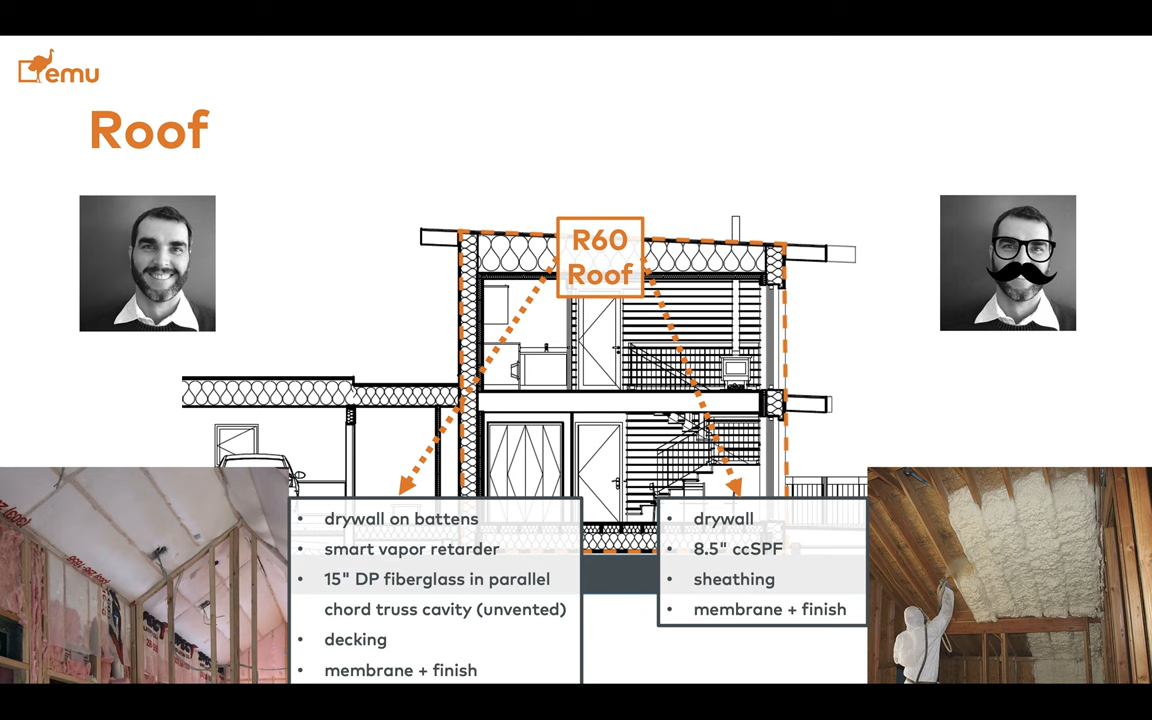 emu
Roof
R60
Roof
• drywall on battens
• smart vapor retarder
• 15" DP fiberglass in parallel
chord truss cavity (unvented)
• decking
• membrane + finish
• drywall
• 8.5" ccSPF
• sheathing
• membrane + finish